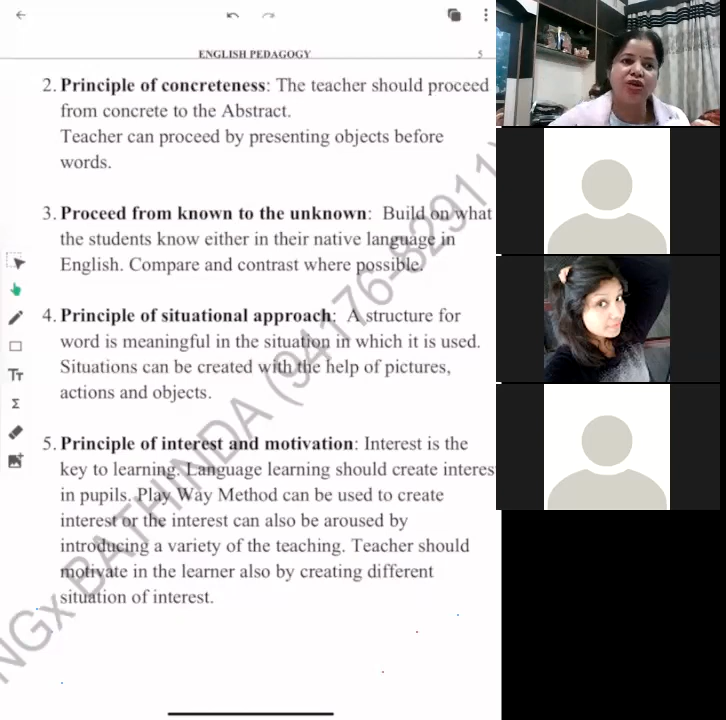 ENGLISH PEDAGOGY 5
2. Principle of concreteness: The teacher should proceed
from concrete to the Abstract.
Teacher can proceed by presenting objects before
words.
3. Proceed from known to the unknown: Build on what
the students know either in their native language in
English. Compare and contrast where possible.
4. Principle of situational approach: A structure for
word is meaningful in the situation in which it is used.
Situations can be created with the help of pictures,
actions and objects.
5. Principle of interest and motivation: Interest is the
key to learning. Language learning should create interes
in pupils. Play Way Method can be used to create
interest or the interest can also be aroused by
introducing a variety of the teaching. Teacher should
motivate in the learner also by creating different
situation of interest.
NGx BATHINDA (94176-82911)
Tт
Σ